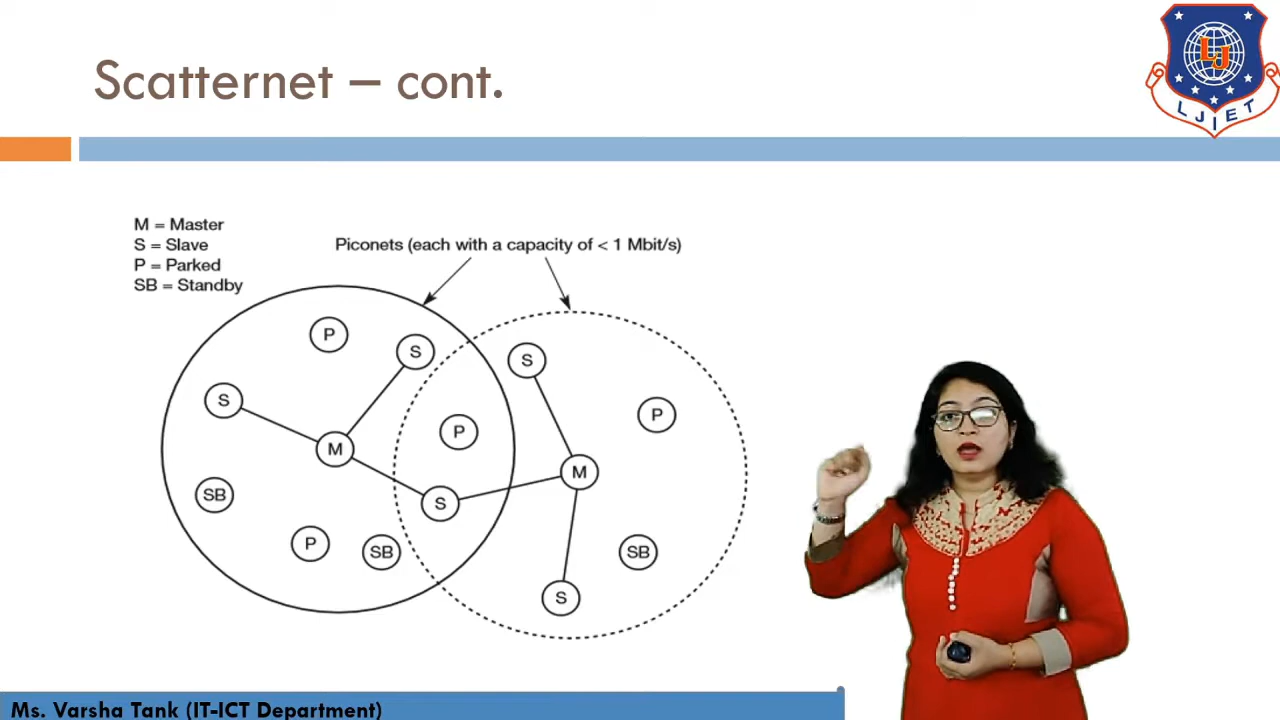 Scatternet – cont.
LJ
LJIET
M = Master
S = Slave
P = Parked
SB = Standby
Piconets (each with a capacity of < 1 Mbit/s)
P
S
S
S
P
P
M
M
SB
S
P
SB
SB
S
Ms. Varsha Tank (IT-ICT Department)